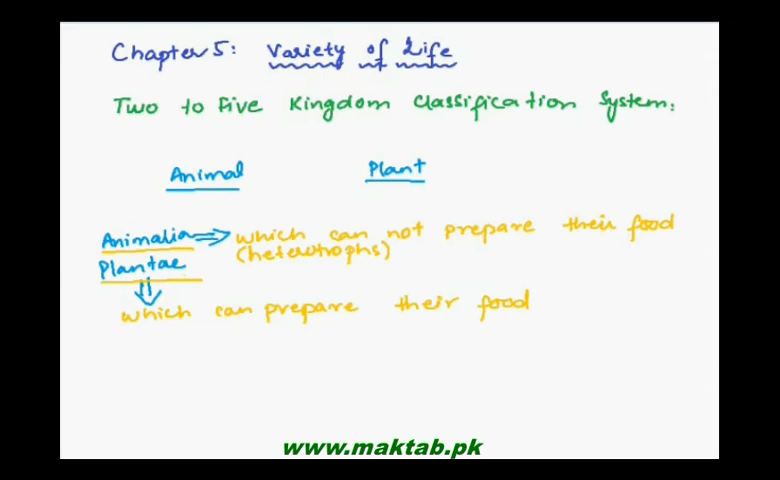 Chapter 5: Variety of Life
Two to Five Kingdom Classification System:
Animal Plant
Animalia ⇒ which can not prepare their food
(heterotrophs)
Plantae
which can prepare their food
www.maktab.pk